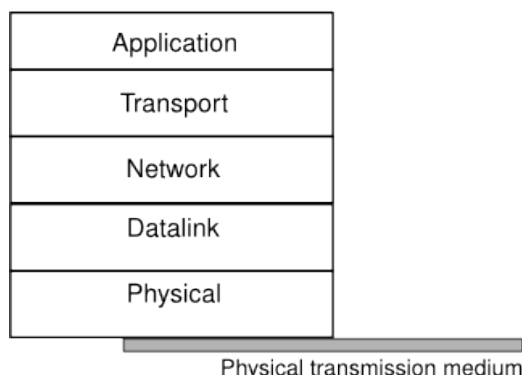 Application
Transport
Network
Datalink
Physical
Physical transmission medium